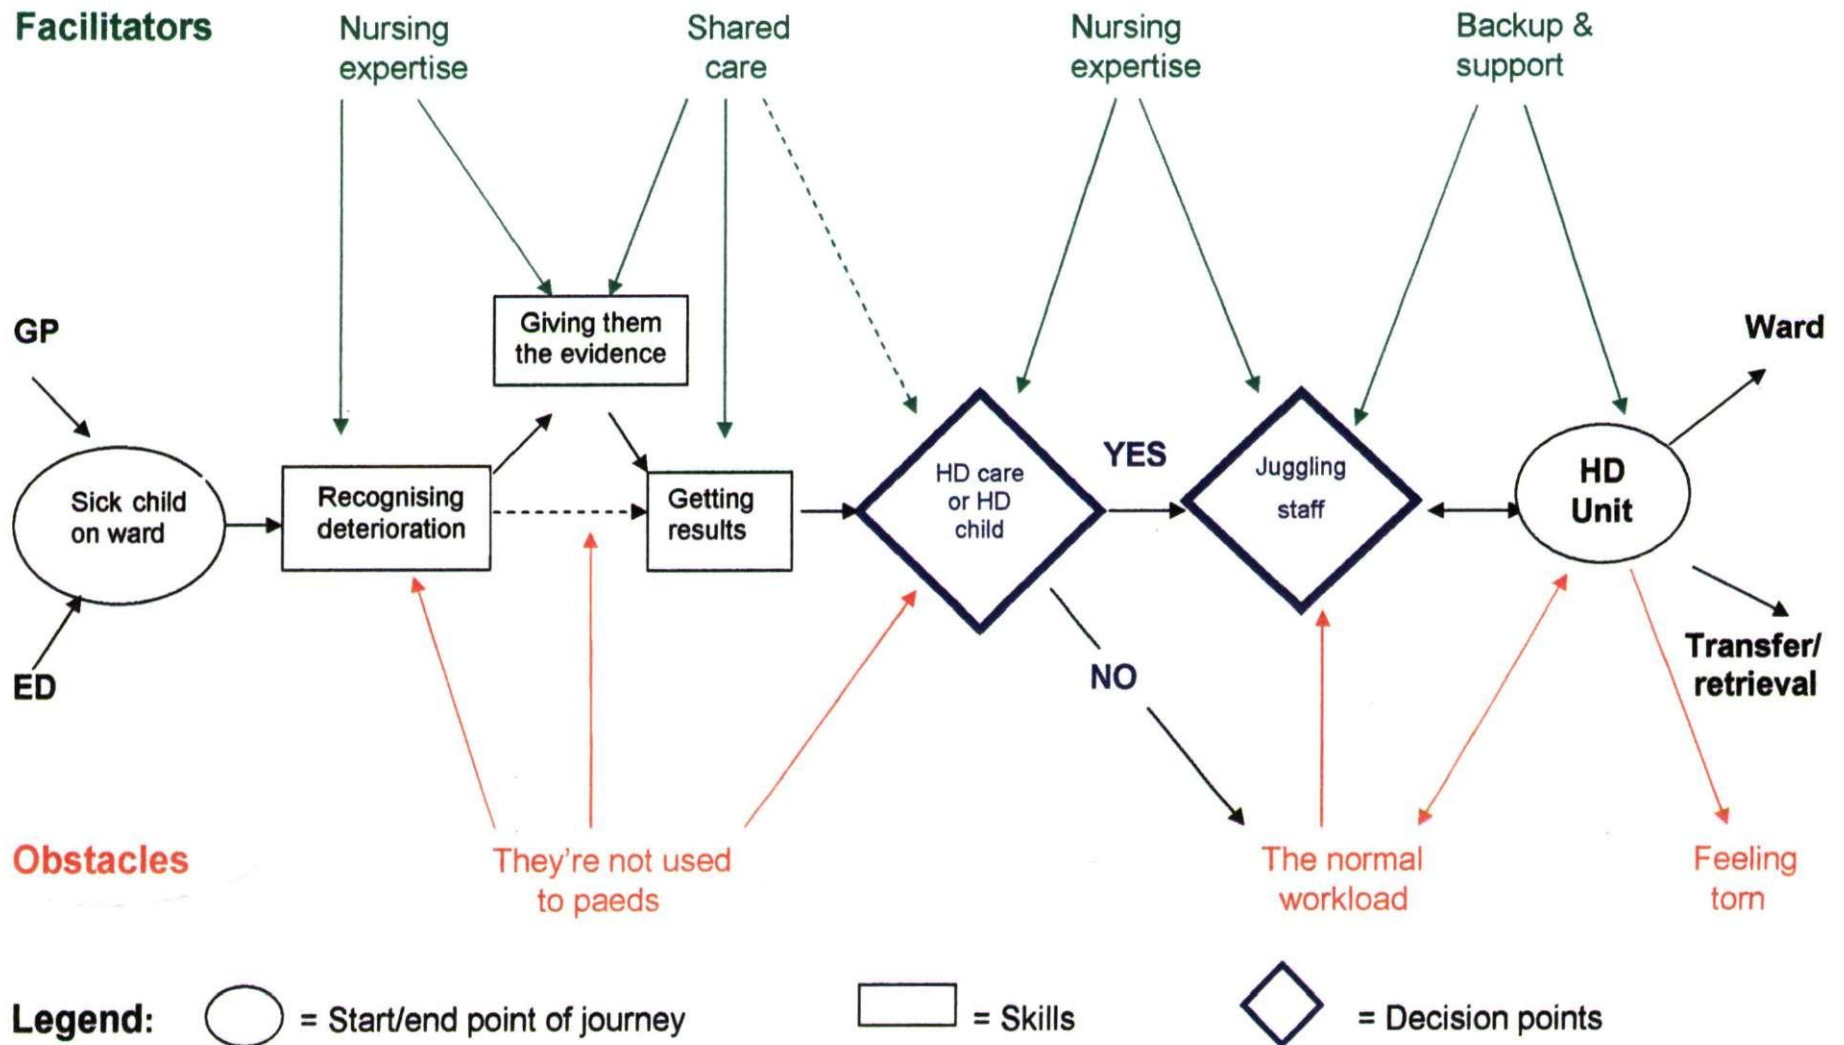 Facilitators
Nursing
expertise
Shared
care
Nursing
expertise
Backup &
support
GP
Giving them
the evidence
Ward
Sick child
on ward
Recognising
deterioration
Getting
results
HD care
or HD
child
YES
Juggling
staff
HD
Unit
ED
NO
Transfer/
retrieval
Obstacles
They're not used
to paeds
The normal
workload
Feeling
torn
Legend:
= Start/end point of journey
= Skills
= Decision points